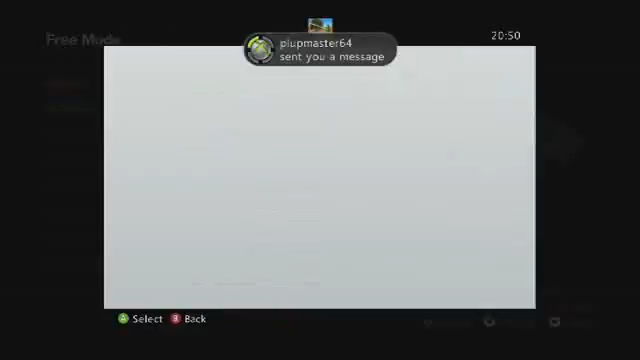 Free Mode
plupmaster64
20:50
sent you a message
A Select B Back